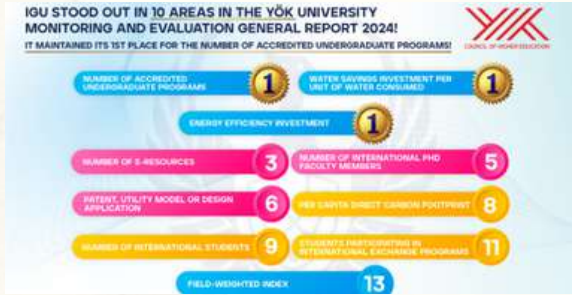 IGU STOOD OUT IN 10 AREAS IN THE YÖK UNIVERSITY
MONITORING AND EVALUATION GENERAL REPORT 2024!
IT MAINTAINED ITS 1ST PLACE FOR THE NUMBER OF ACCREDITED UNDERGRADUATE PROGRAMS!
COUNCIL OF HIGHER EDUCATION
NUMBER OF ACCREDITED
UNDERGRADUATE PROGRAMS
1
WATER SAVINGS INVESTMENT PER
UNIT OF WATER CONSUMED
1
ENERGY EFFICIENCY INVESTMENT
1
NUMBER OF E-RESOURCES
3
NUMBER OF INTERNATIONAL PHD
FACULTY MEMBERS
5
PATENT, UTILITY MODEL OR DESIGN
APPLICATION
6
PER CAPITA DIRECT CARBON FOOTPRINT
8
NUMBER OF INTERNATIONAL STUDENTS
9
STUDENTS PARTICIPATING IN
INTERNATIONAL EXCHANGE PROGRAMS
11
FIELD-WEIGHTED INDEX
13